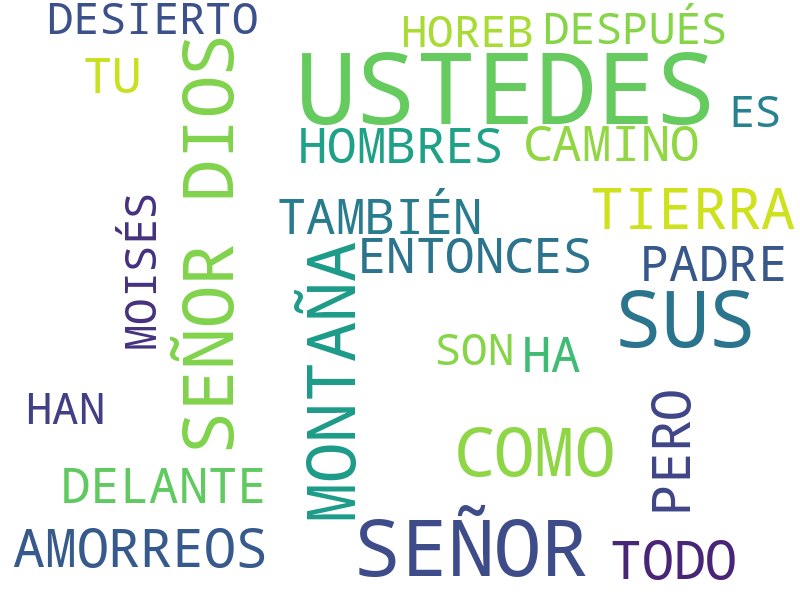 DESIERTO
HOREB
DESPUÉS
TU
USTEDES
ES
SEÑOR DIOS
HOMBRES
CAMINO
MOISÉS
TAMBIÉN
TIERRA
ENTONCES
PADRE
MONTAÑA
SUS
SON
HA
HAN
PERO
COMO
DELANTE
AMORREOS
SEÑOR
TODO